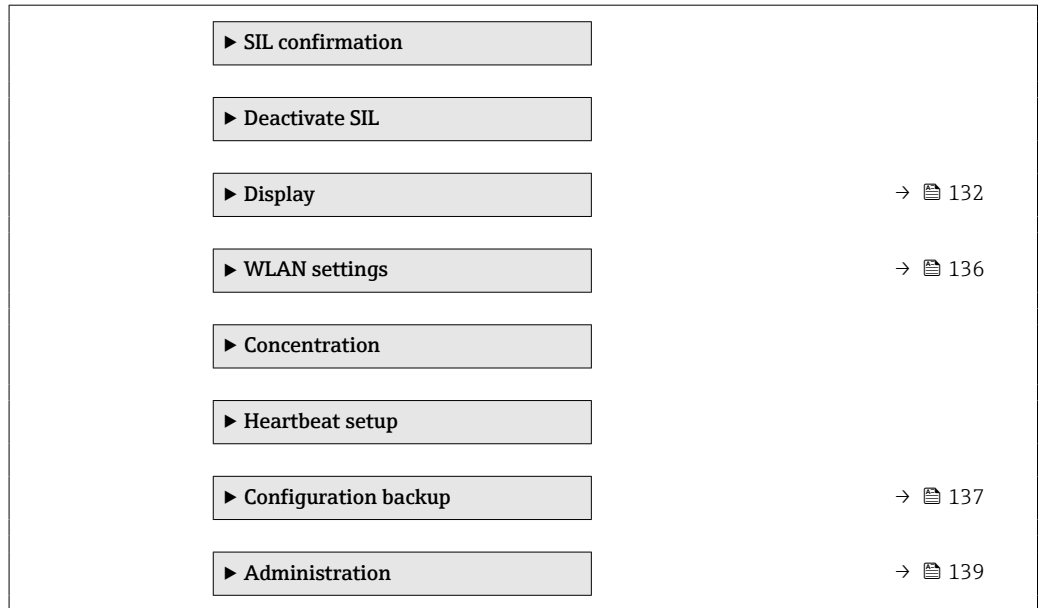 ▶ SIL confirmation
▶ Deactivate SIL
▶ Display → 132
▶ WLAN settings → 136
▶ Concentration
▶ Heartbeat setup
▶ Configuration backup → 137
▶ Administration → 139